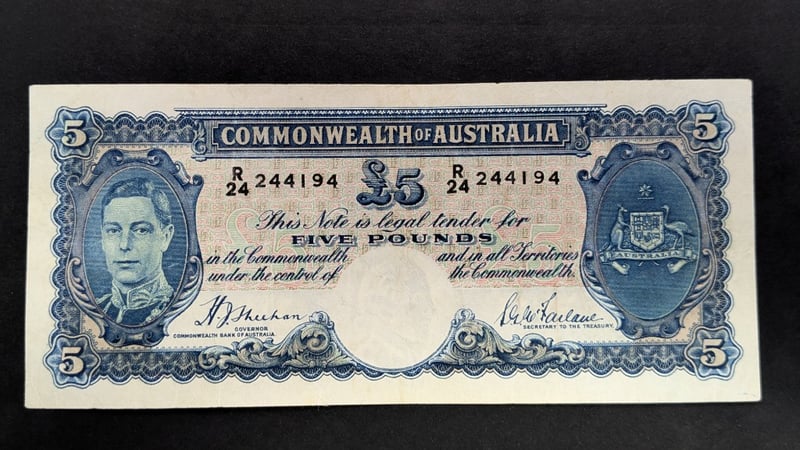 5 5
COMMONWEALTH OF AUSTRALIA
R/24 244194 £5 R/24 244194
This Note is legal tender for
FIVE POUNDS
in the Commonwealth and in all Territories
under the control of the Commonwealth.
AUSTRALIA
H.J. Sheehan S.G. McFarlane
GOVERNOR SECRETARY TO THE TREASURY.
COMMONWEALTH BANK OF AUSTRALIA.
5 5